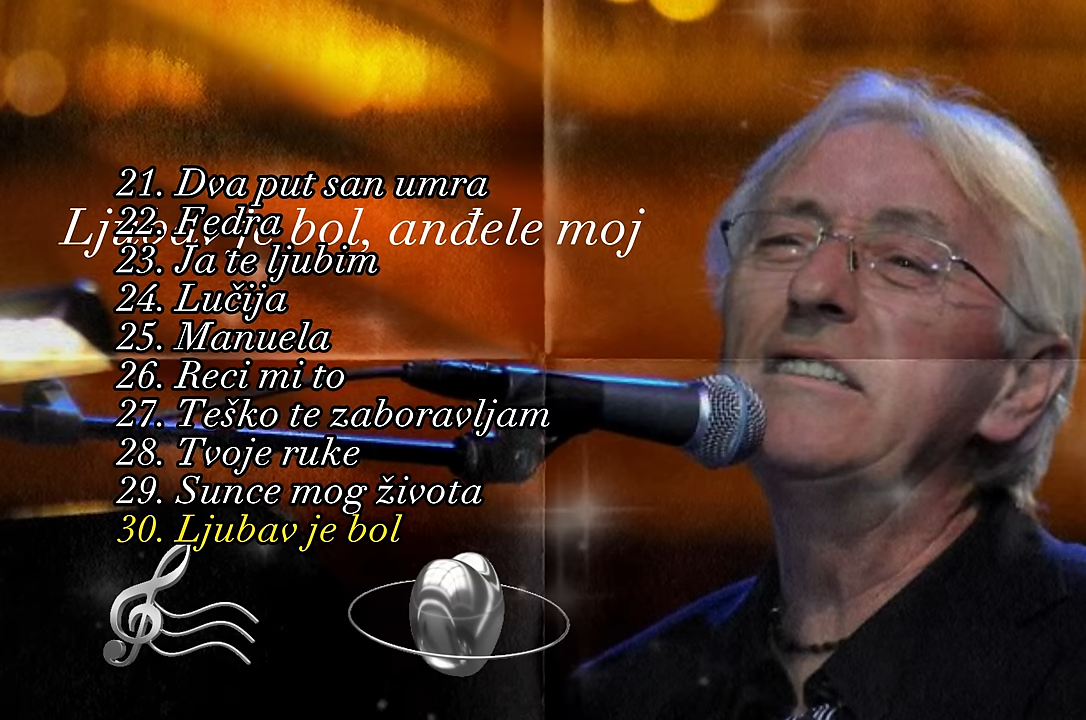 21. Dva put san umra
22. Fedra
Ljubav je bol, anđele moj
23. Ja te ljubim
24. Lučija
25. Manuela
26. Reci mi to
27. Teško te zaboravljam
28. Tvoje ruke
29. Sunce mog života
30. Ljubav je bol